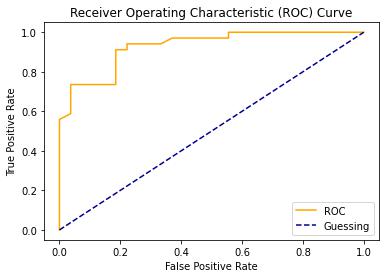 Receiver Operating Characteristic (ROC) Curve
True Positive Rate
1.0
0.8
0.6
0.4
0.2
0.0
ROC
Guessing
0.0 0.2 0.4 0.6 0.8 1.0
False Positive Rate